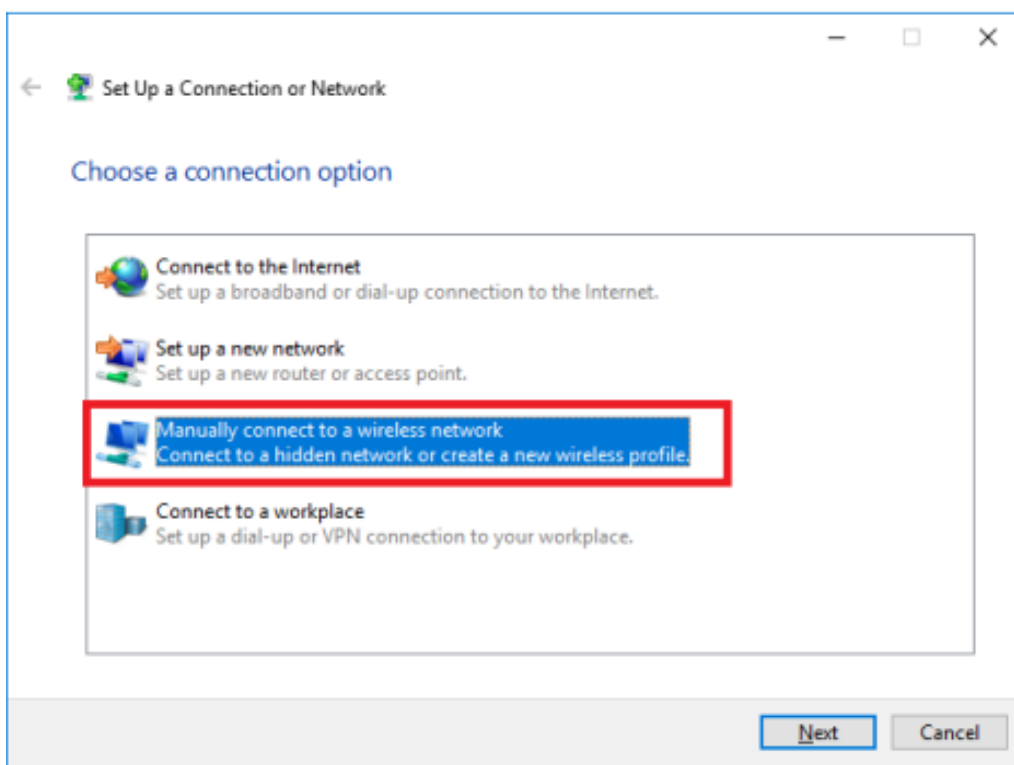 Set Up a Connection or Network
Choose a connection option
Connect to the Internet
Set up a broadband or dial-up connection to the Internet.
Set up a new network
Set up a new router or access point.
Manually connect to a wireless network
Connect to a hidden network or create a new wireless profile.
Connect to a workplace
Set up a dial-up or VPN connection to your workplace.
Next Cancel